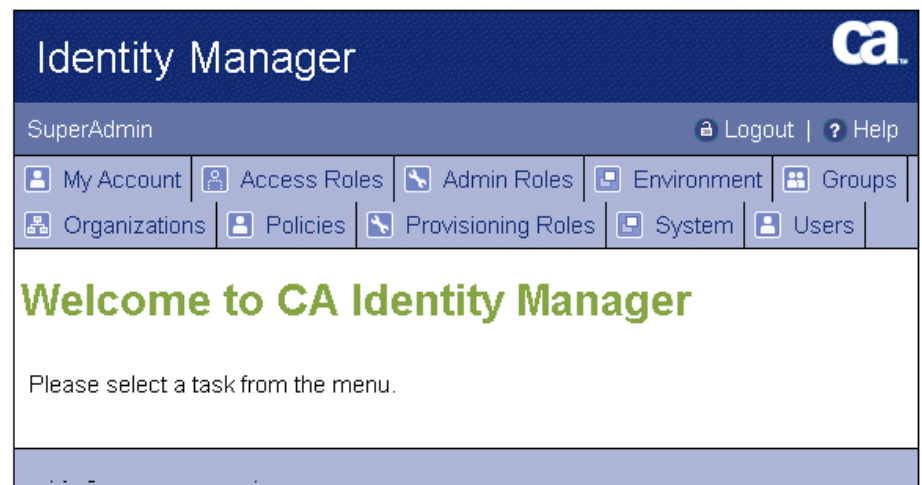 Identity Manager
ca
SuperAdmin
Logout | ? Help
My Account Access Roles Admin Roles Environment Groups
Organizations Policies Provisioning Roles System Users
Welcome to CA Identity Manager
Please select a task from the menu.